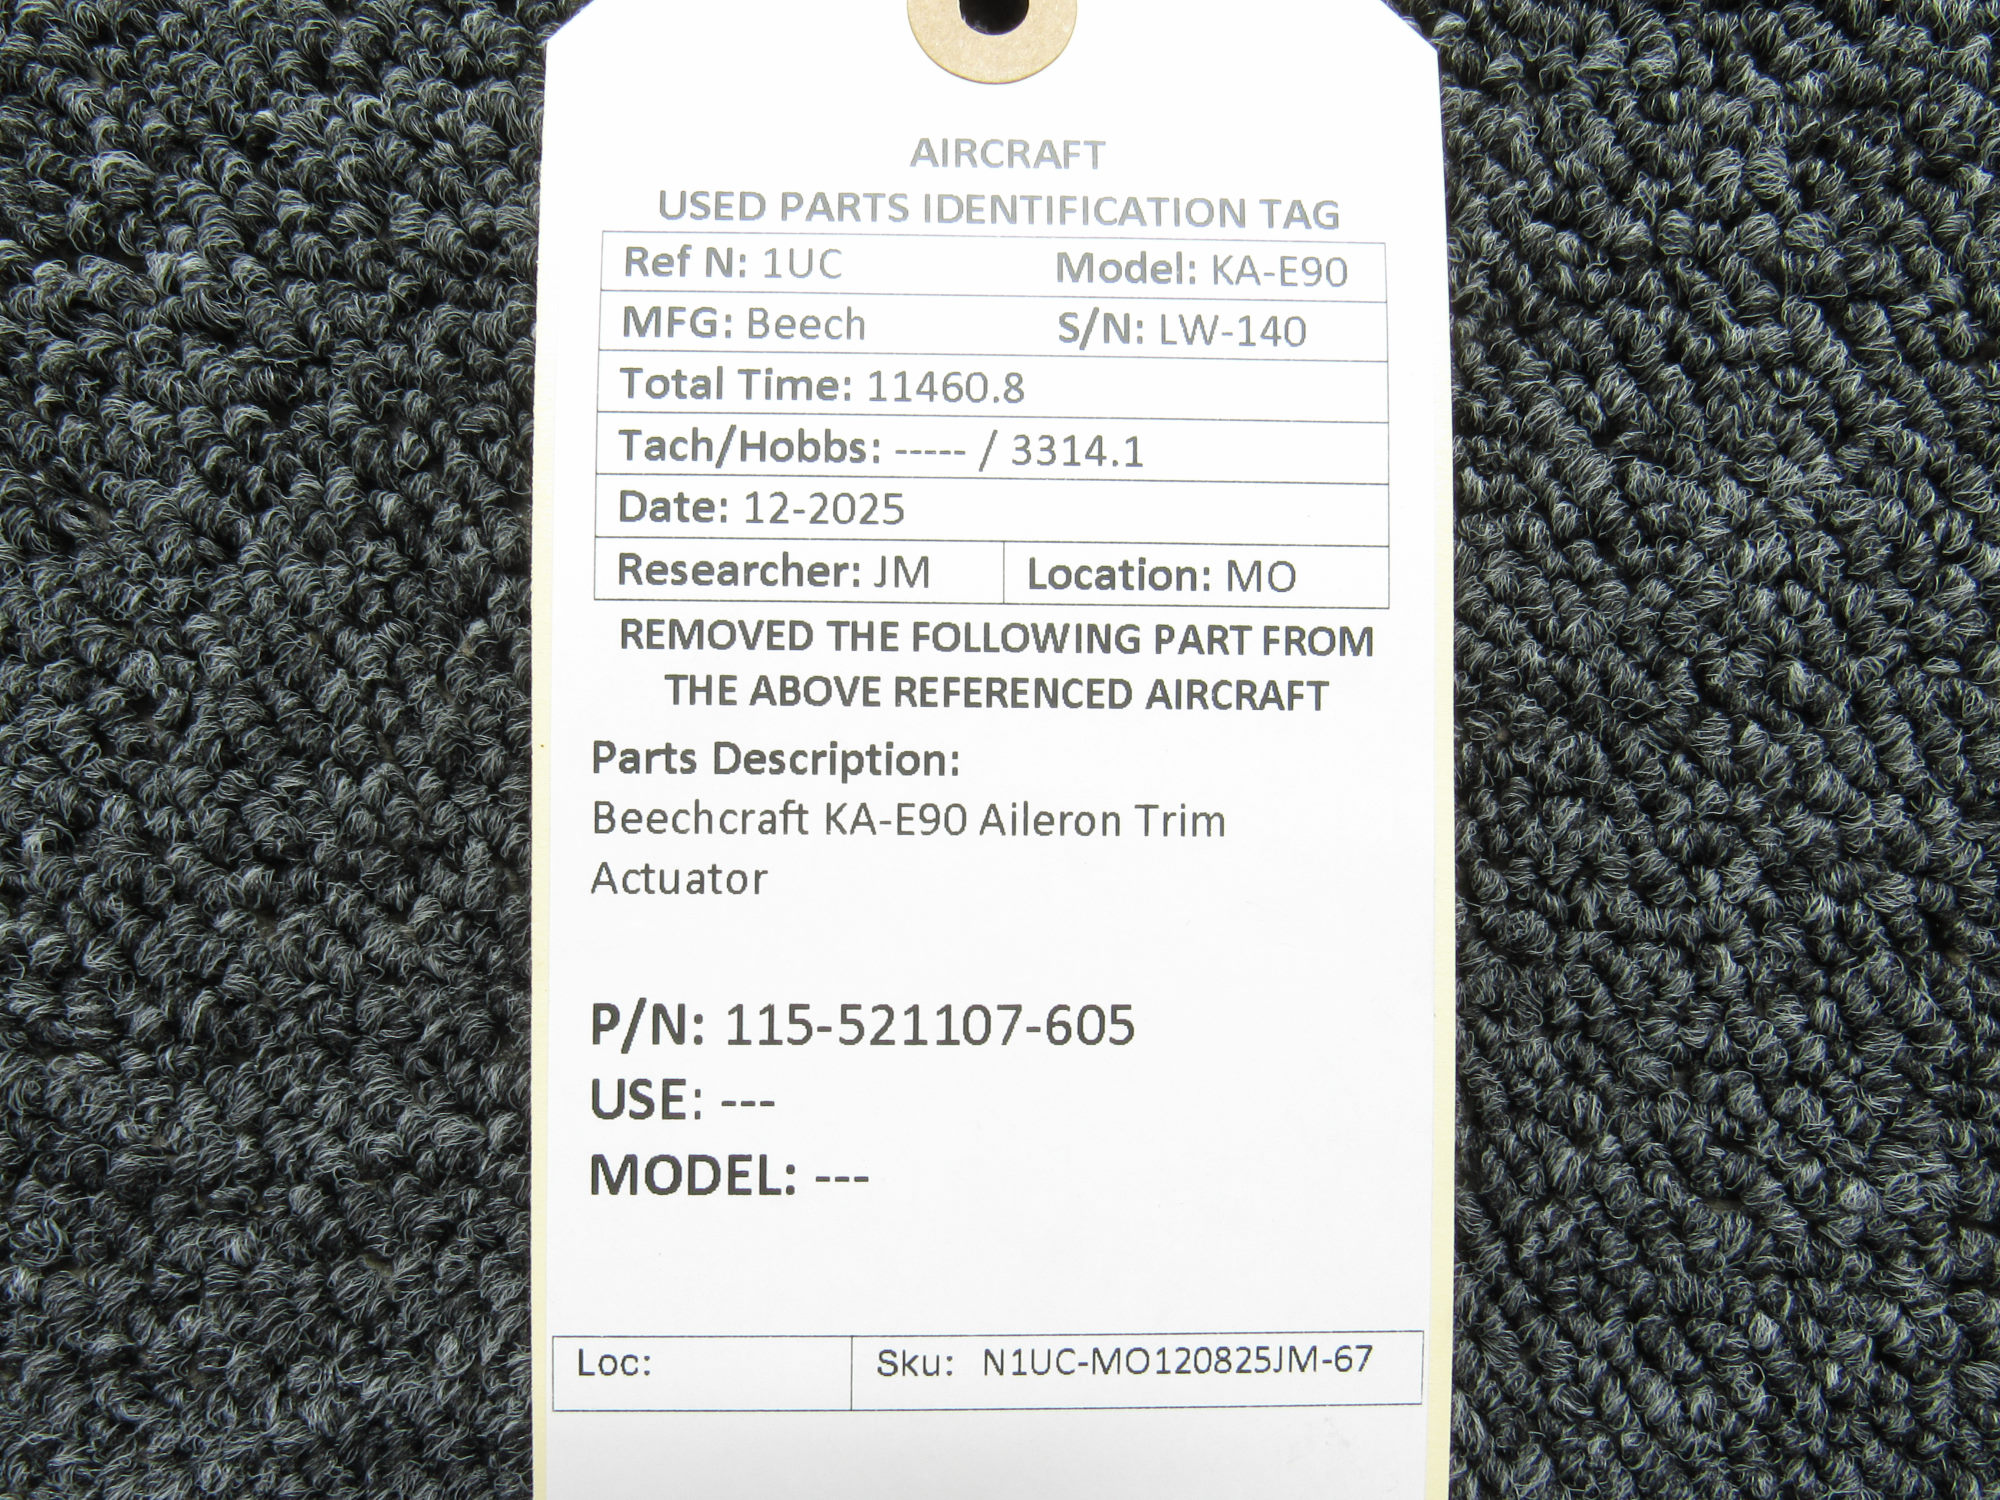 AIRCRAFT
USED PARTS IDENTIFICATION TAG
Ref N: 1UC Model: KA-E90
MFG: Beech S/N: LW-140
Total Time: 11460.8
Tach/Hobbs: ----- / 3314.1
Date: 12-2025
Researcher: JM Location: MO
REMOVED THE FOLLOWING PART FROM
THE ABOVE REFERENCED AIRCRAFT
Parts Description:
Beechcraft KA-E90 Aileron Trim
Actuator
P/N: 115-521107-605
USE: ---
MODEL: ---
Loc: Sku: N1UC-MO120825JM-67